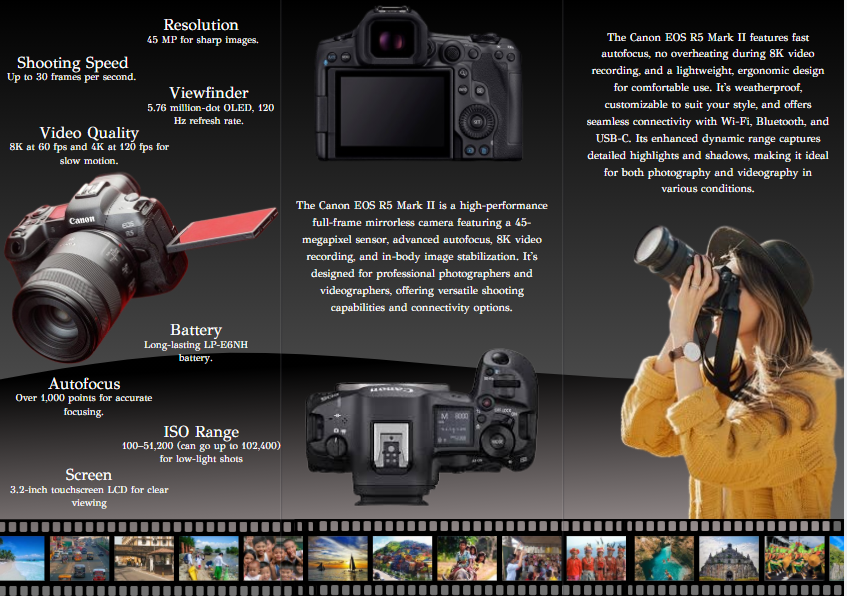 Resolution
45 MP for sharp images.
Shooting Speed
Up to 30 frames per second.
Viewfinder
5.76 million-dot OLED, 120
Hz refresh rate.
Video Quality
8K at 60 fps and 4K at 120 fps for
slow motion.
Canon
EOS
R5
Battery
Long-lasting LP-E6NH
battery.
Autofocus
Over 1,000 points for accurate
focusing.
ISO Range
100–51,200 (can go up to 102,400)
for low-light shots
Screen
3.2-inch touchscreen LCD for clear
viewing
The Canon EOS R5 Mark II is a high-performance
full-frame mirrorless camera featuring a 45-
megapixel sensor, advanced autofocus, 8K video
recording, and in-body image stabilization. It's
designed for professional photographers and
videographers, offering versatile shooting
capabilities and connectivity options.
Canon
M 8000
The Canon EOS R5 Mark II features fast
autofocus, no overheating during 8K video
recording, and a lightweight, ergonomic design
for comfortable use. It's weatherproof,
customizable to suit your style, and offers
seamless connectivity with Wi-Fi, Bluetooth, and
USB-C. Its enhanced dynamic range captures
detailed highlights and shadows, making it ideal
for both photography and videography in
various conditions.